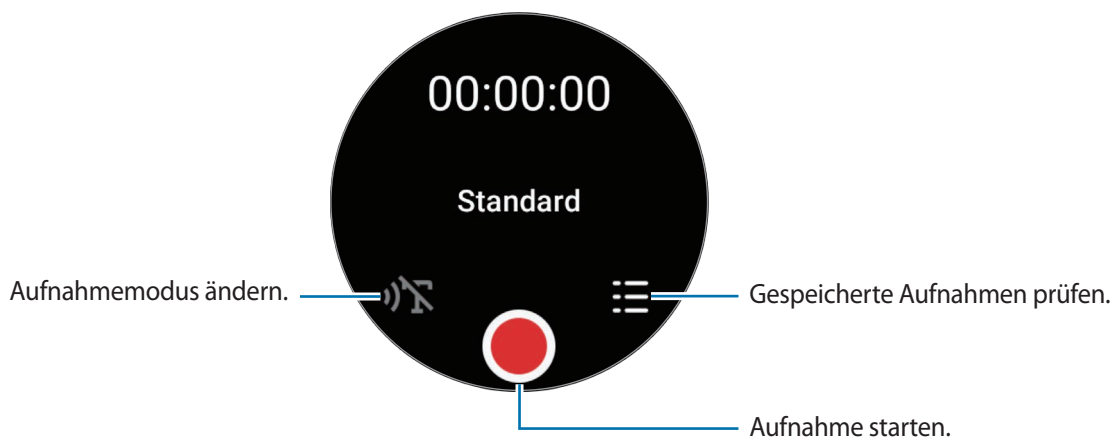 00:00:00
Standard
Aufnahmemodus ändern.
Gespeicherte Aufnahmen prüfen.
Aufnahme starten.